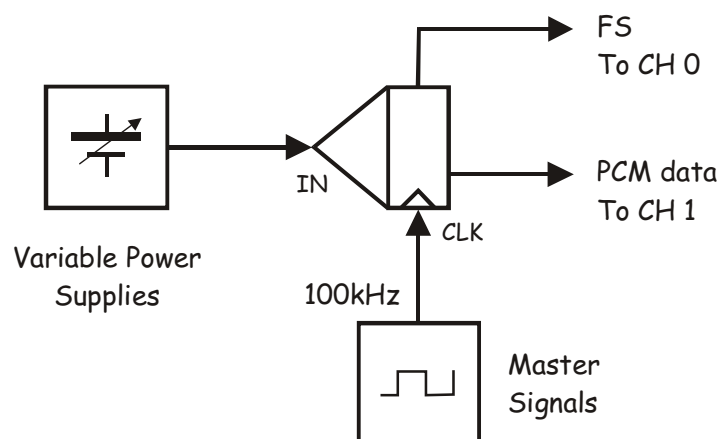 FS
To CH 0
IN
PCM data
To CH 1
CLK
Variable Power
Supplies
100kHz
Master
Signals